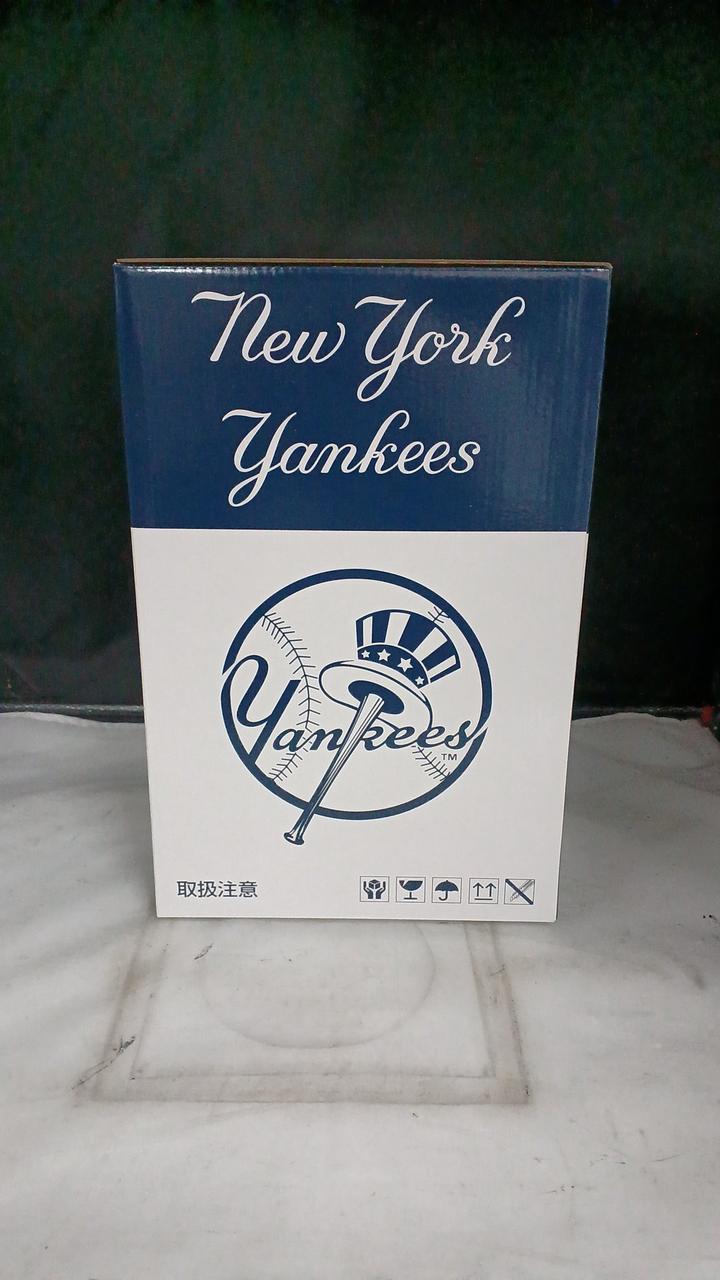 New York
Yankees
Yankees
TM
取扱注意